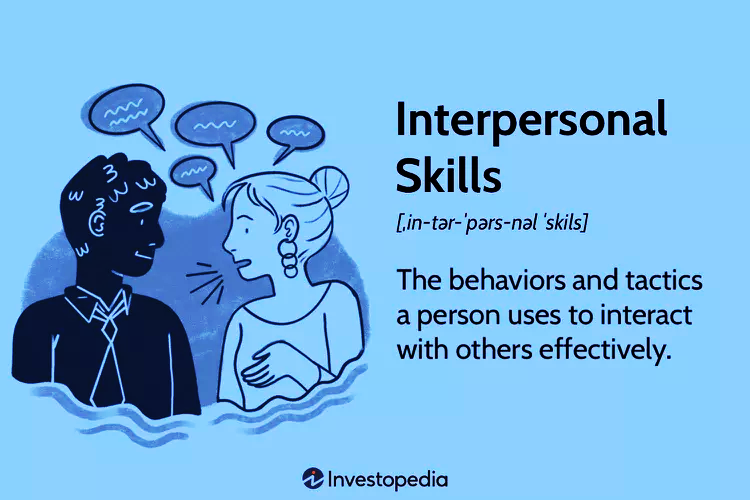 Interpersonal
Skills
[ˌin-tər-ˈpərs-nəl ˈskils]
The behaviors and tactics
a person uses to interact
with others effectively.
Investopedia